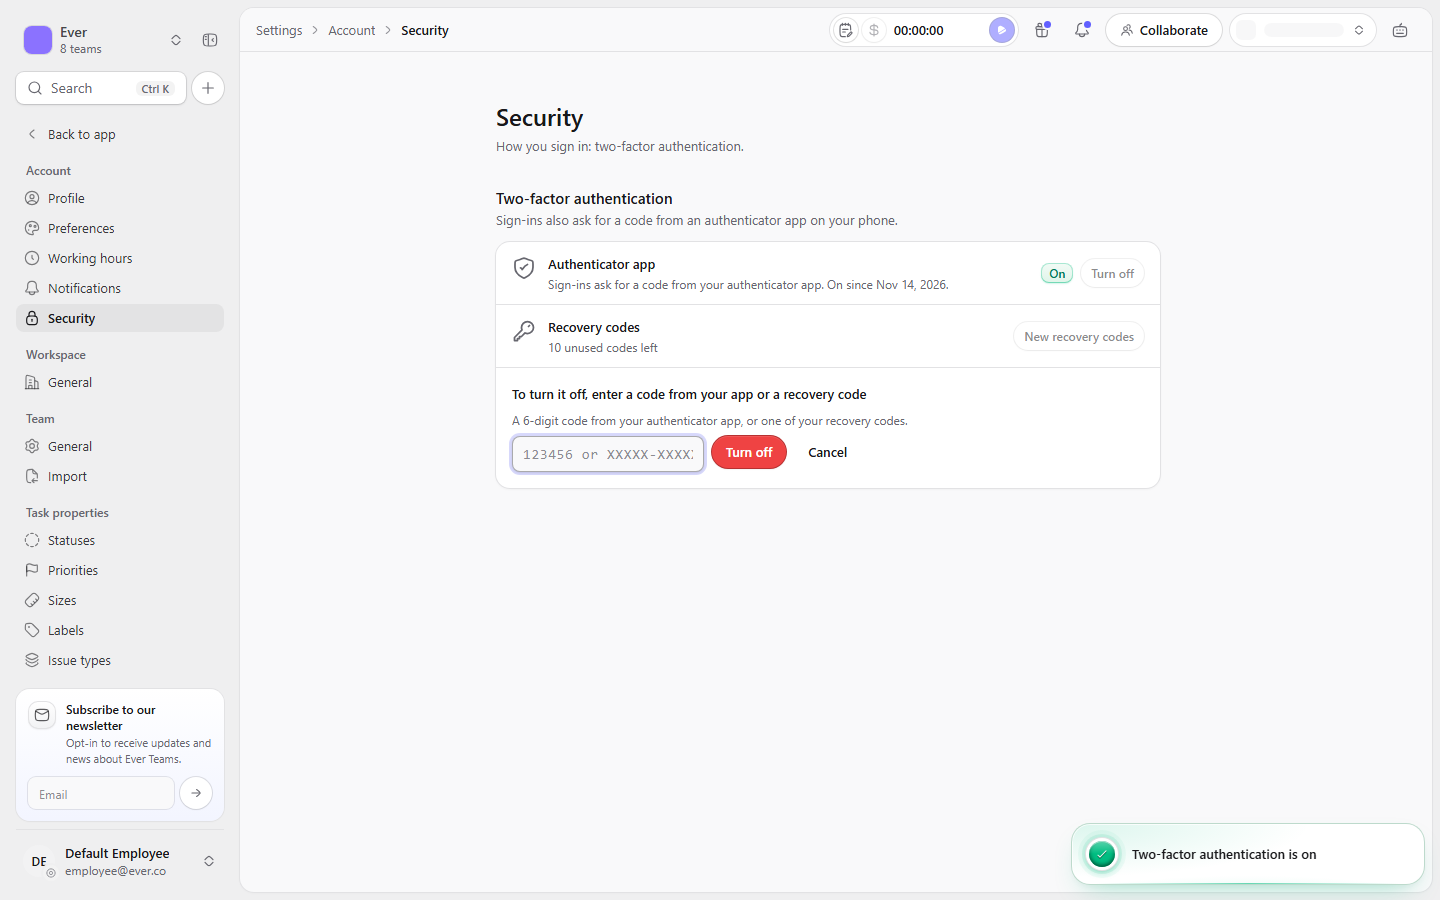 Ever
8 teams
Search
Ctrl K
Back to app
Account
Profile
Preferences
Working hours
Notifications
Security
Workspace
General
Team
General
Import
Task properties
Statuses
Priorities
Sizes
Labels
Issue types
Subscribe to our
newsletter
Opt-in to receive updates and
news about Ever Teams.
Email
DE
Default Employee
employee@ever.co
Settings
Account
Security
00:00:00
Collaborate
Security
How you sign in: two-factor authentication.
Two-factor authentication
Sign-ins also ask for a code from an authenticator app on your phone.
Authenticator app
Sign-ins ask for a code from your authenticator app. On since Nov 14, 2026.
On
Turn off
Recovery codes
10 unused codes left
New recovery codes
To turn it off, enter a code from your app or a recovery code
A 6-digit code from your authenticator app, or one of your recovery codes.
123456 or XXXXX-XXXX
Turn off
Cancel
Two-factor authentication is on